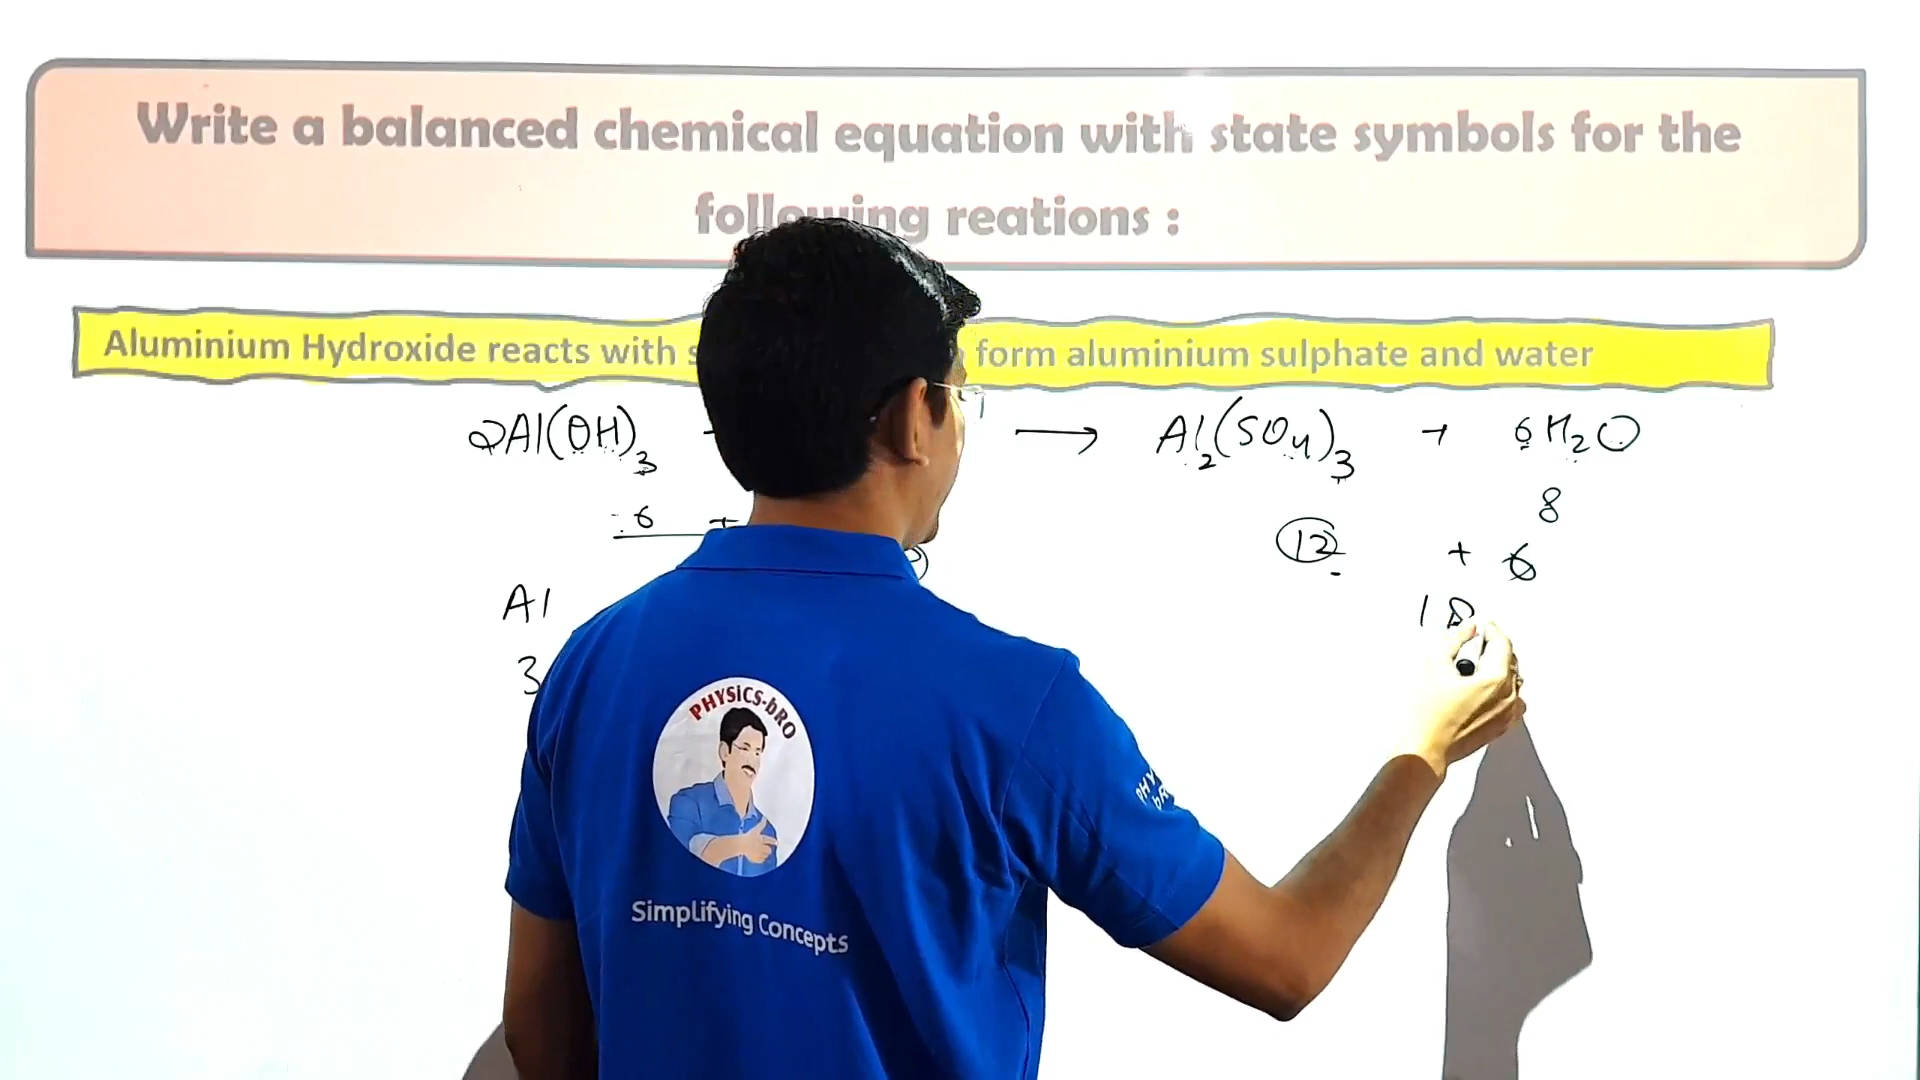 Write a balanced chemical equation with state symbols for the
following reations :
Aluminium Hydroxide reacts with form aluminium sulphate and water
2Al(OH)₃ → Al₂(SO₄)₃ + 6H₂O
8
6 +
12 + 6
Al
18
3
PHYSiCS-bRO
Simplifying Concepts